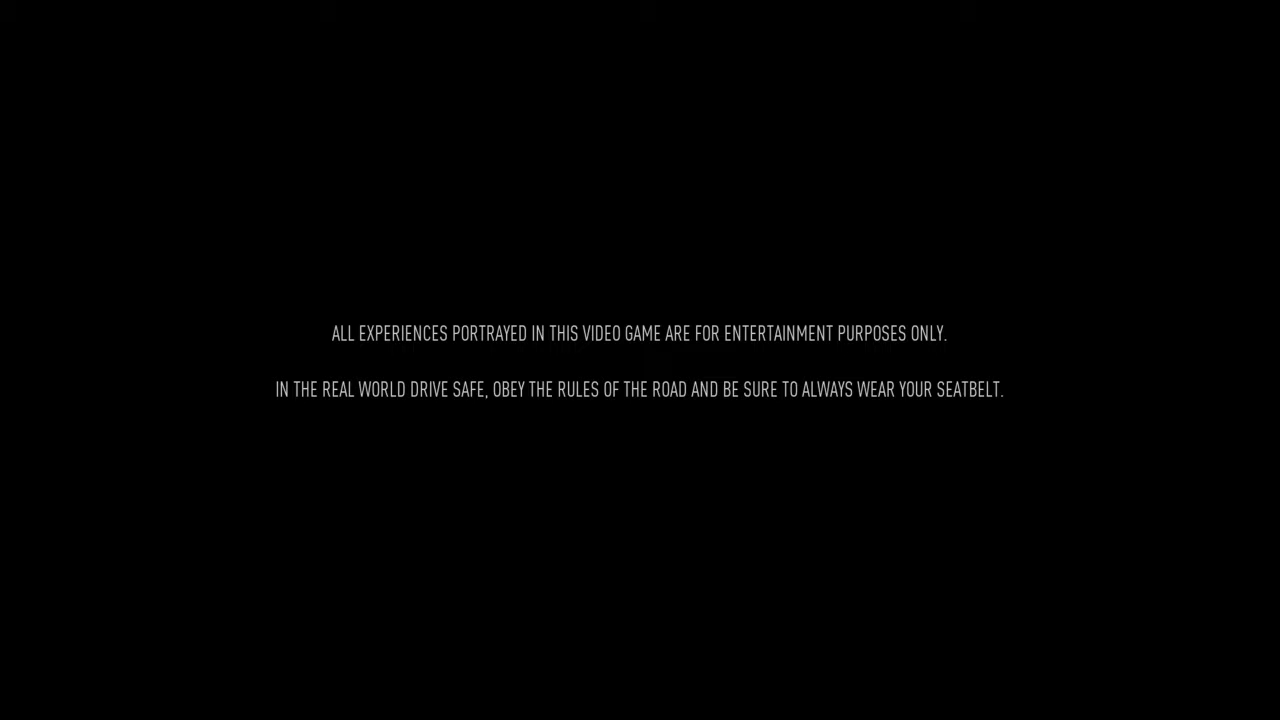 ALL EXPERIENCES PORTRAYED IN THIS VIDEO GAME ARE FOR ENTERTAINMENT PURPOSES ONLY.
IN THE REAL WORLD DRIVE SAFE, OBEY THE RULES OF THE ROAD AND BE SURE TO ALWAYS WEAR YOUR SEATBELT.